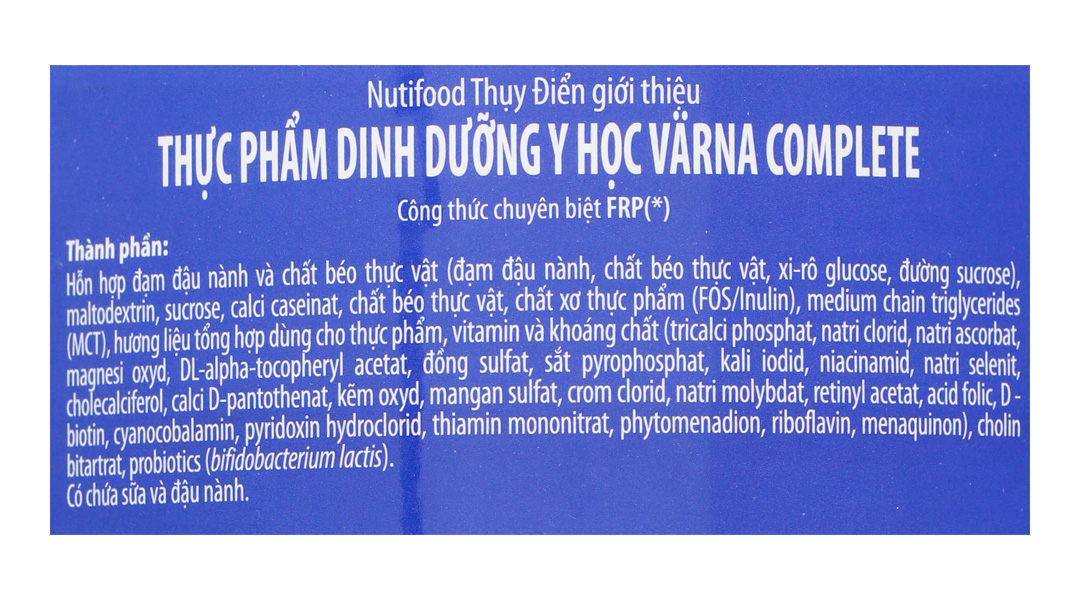 Nutifood Thụy Điển giới thiệu
THỰC PHẨM DINH DƯỠNG Y HỌC VÄRNA COMPLETE
Công thức chuyên biệt FRP(*)
Thành phần:
Hỗn hợp đạm đậu nành và chất béo thực vật (đạm đậu nành, chất béo thực vật, xi-rô glucose, đường sucrose),
maltodextrin, sucrose, calci caseinat, chất béo thực vật, chất xơ thực phẩm (FOS/Inulin), medium chain triglycerides
(MCT), hương liệu tổng hợp dùng cho thực phẩm, vitamin và khoáng chất (tricalci phosphat, natri clorid, natri ascorbat,
magnesi oxyd, DL-alpha-tocopheryl acetat, đồng sulfat, sắt pyrophosphat, kali iodid, niacinamid, natri selenit,
cholecalciferol, calci D-pantothenat, kẽm oxyd, mangan sulfat, crom clorid, natri molybdat, retinyl acetat, acid folic, D -
biotin, cyanocobalamin, pyridoxin hydroclorid, thiamin mononitrat, phytomenadion, riboflavin, menaquinon), cholin
bitartrat, probiotics (bifidobacterium lactis).
Có chứa sữa và đậu nành.